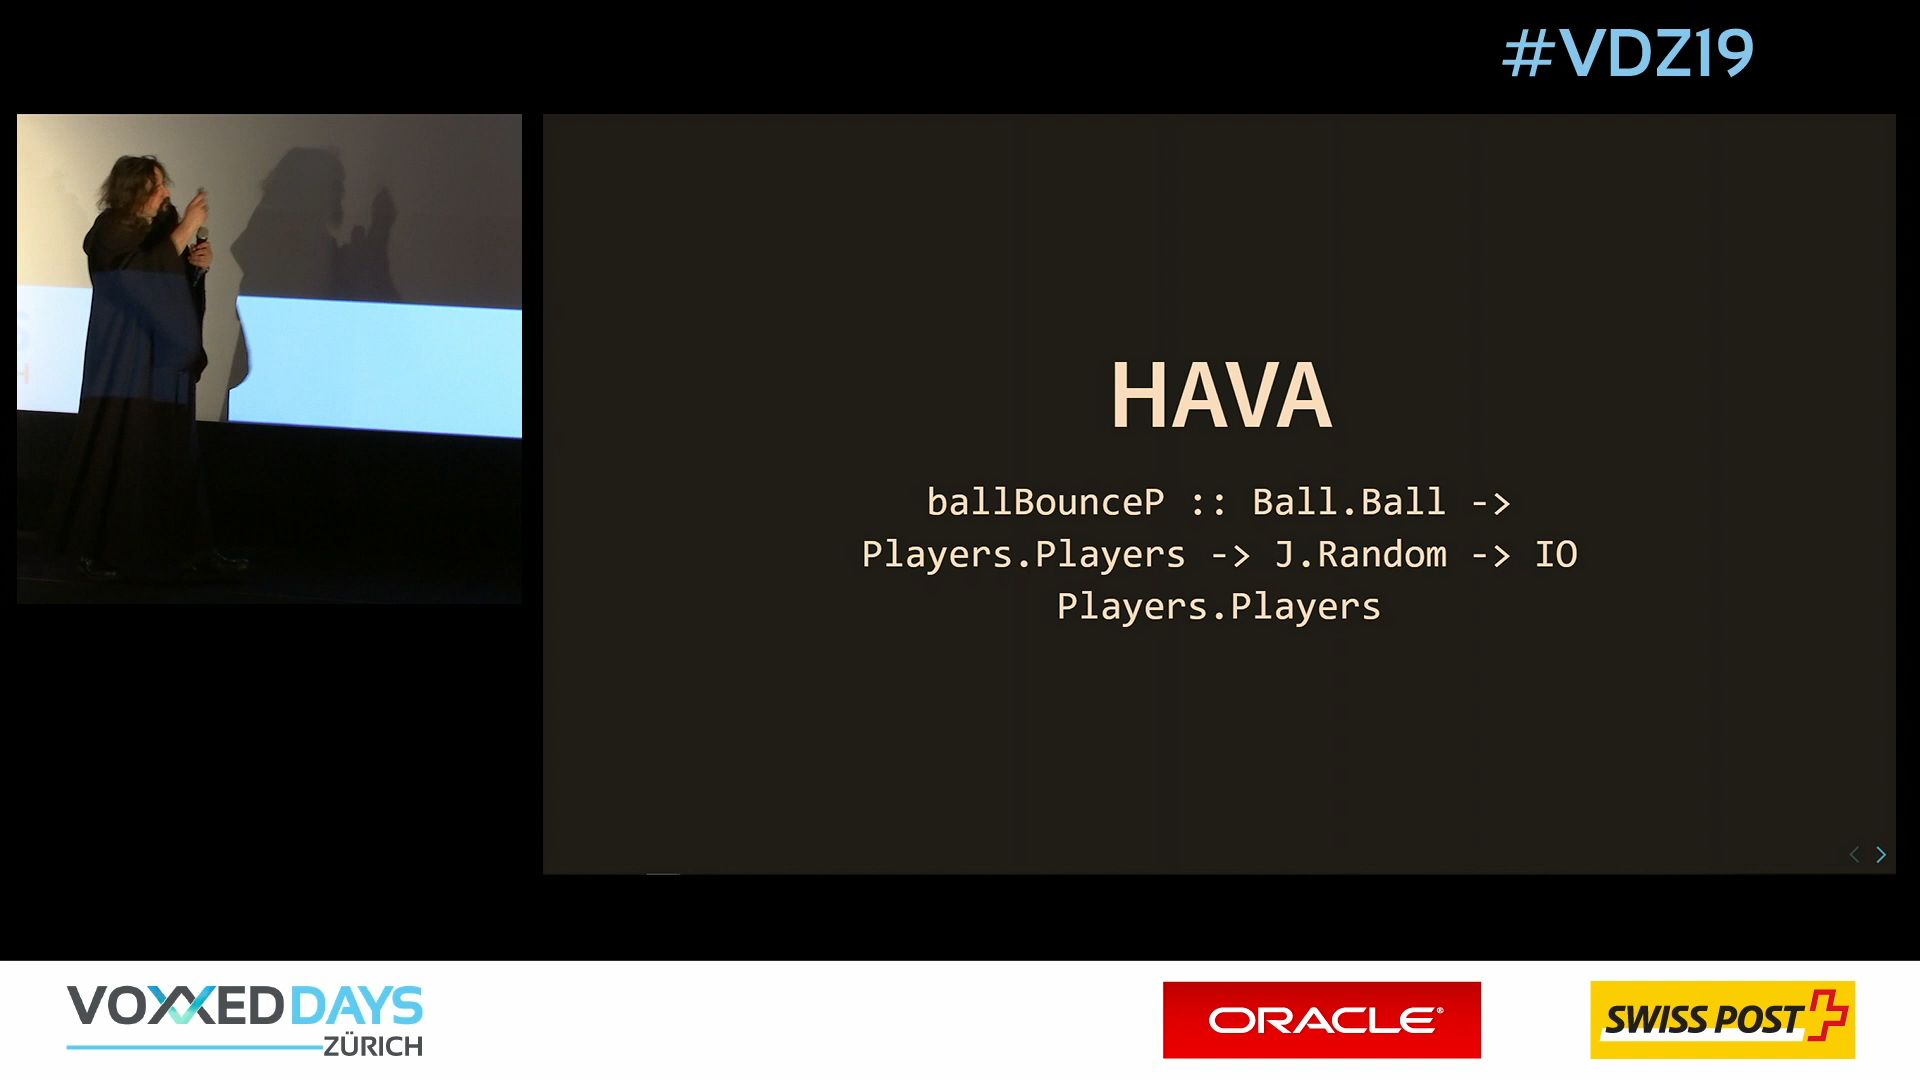 #VDZ19
HAVA
ballBounceP :: Ball.Ball ->
Players.Players -> J.Random -> IO
Players.Players
VOXXED DAYS
ZÜRICH
ORACLE®
SWISS POST